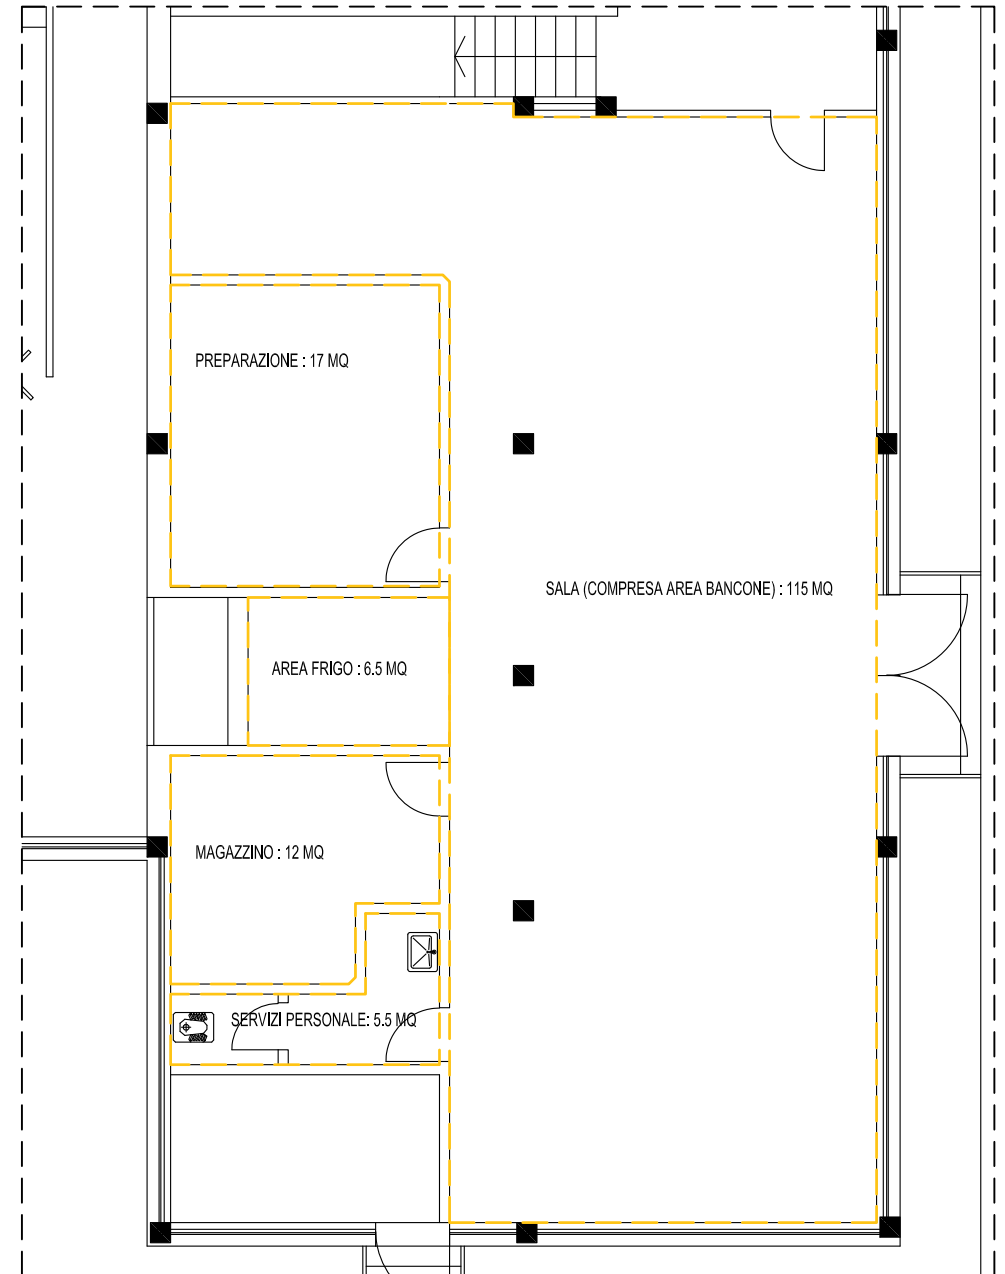 PREPARAZIONE : 17 MQ
SALA (COMPRESA AREA BANCONE) : 115 MQ
AREA FRIGO : 6.5 MQ
MAGAZZINO : 12 MQ
SERVIZI PERSONALE: 5.5 MQ